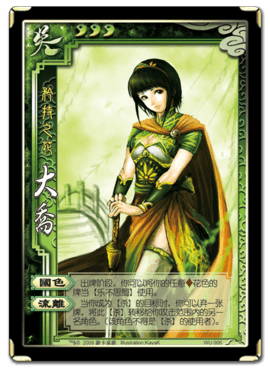 吳
矜持之花
大喬
國色
出牌阶段,你可以将你的任意♦花色的
牌当【乐不思蜀】使用。
流離
当你成为【杀】的目标时,你可以弃一张
牌,将此【杀】转移给你攻击范围内的另一
名角色。(该角色不得是【杀】的使用者)。
Illustration KayaK
WU 006